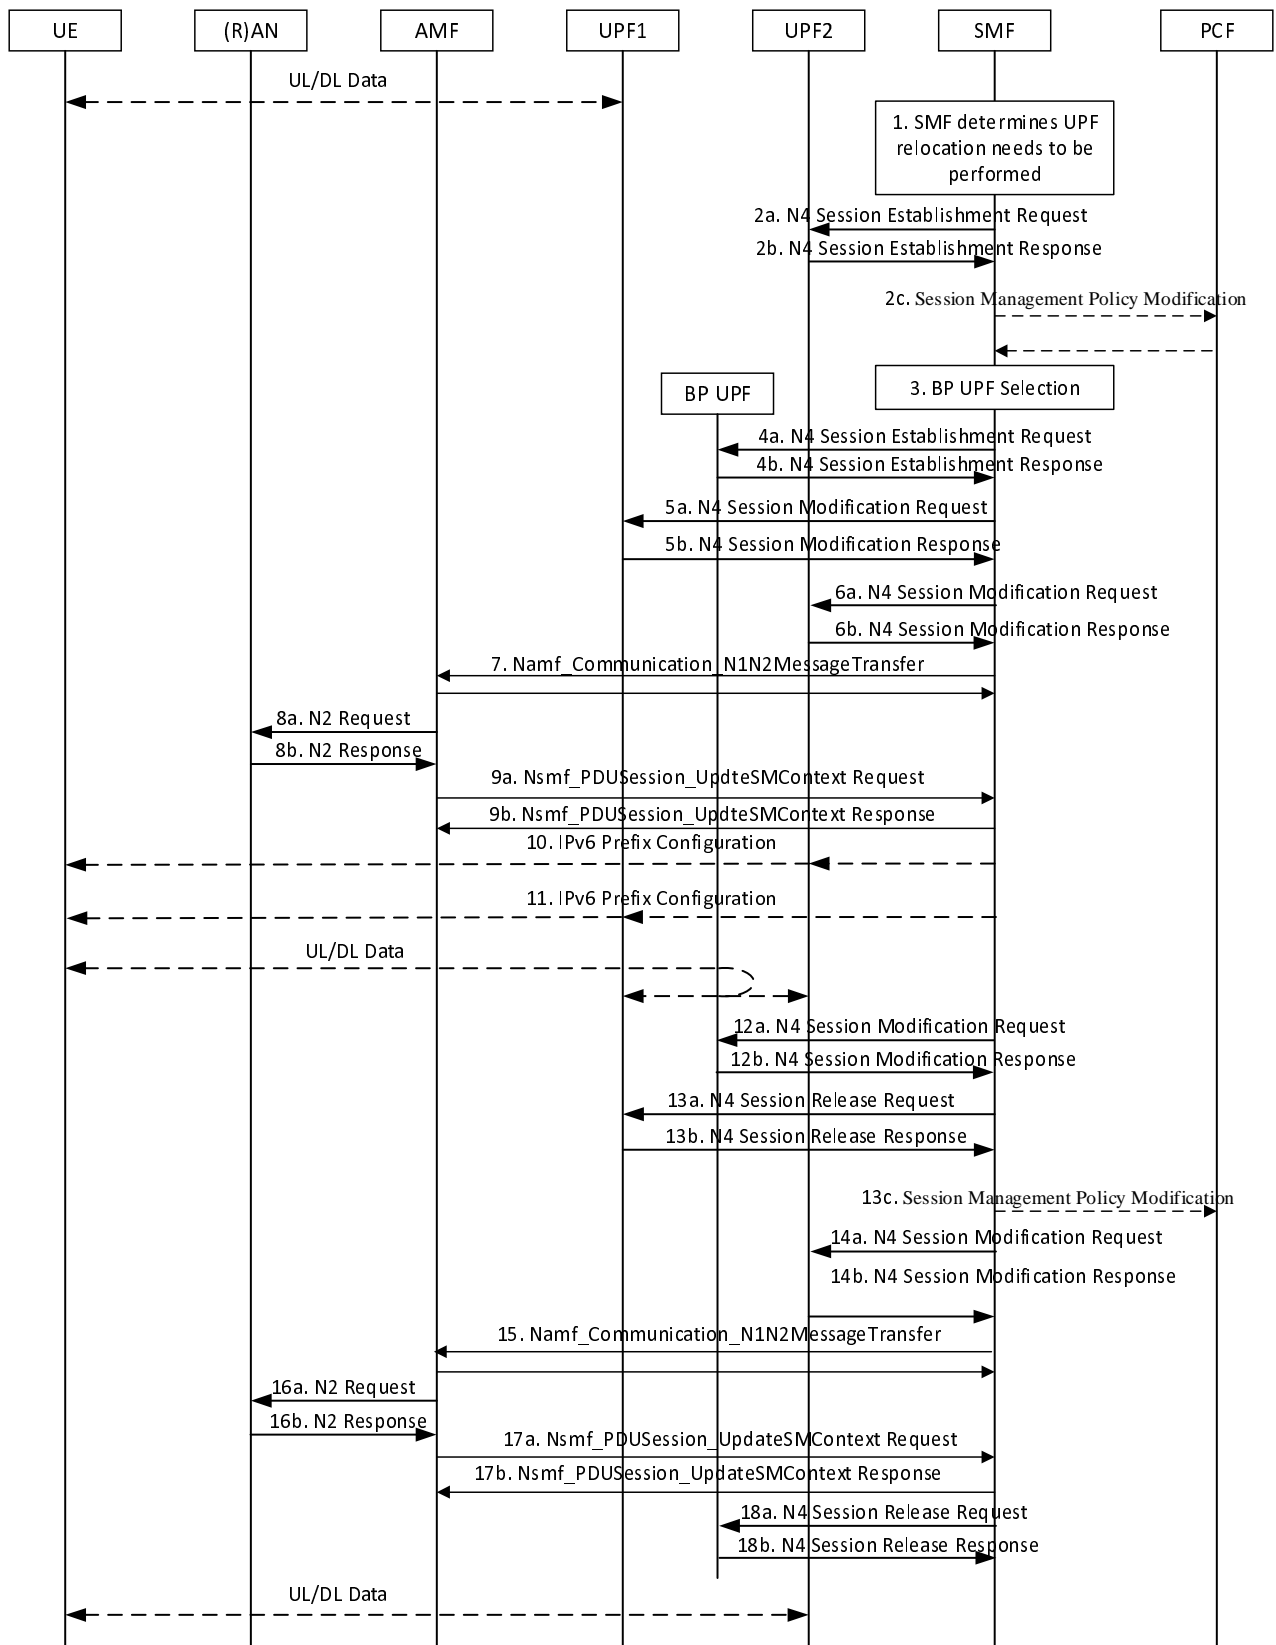 UE
(R)AN
AMF
UPF1
UPF2
SMF
PCF
UL/DL Data
1. SMF determines UPF
relocation needs to be
performed
2a. N4 Session Establishment Request
2b. N4 Session Establishment Response
2c. Session Management Policy Modification
BP UPF
3. BP UPF Selection
4a. N4 Session Establishment Request
4b. N4 Session Establishment Response
5a. N4 Session Modification Request
5b. N4 Session Modification Response
6a. N4 Session Modification Request
6b. N4 Session Modification Response
7. Namf_Communication_N1N2MessageTransfer
8a. N2 Request
8b. N2 Response
9a. Nsmf_PDUSession_UpdteSMContext Request
9b. Nsmf_PDUSession_UpdteSMContext Response
10. IPv6 Prefix Configuration
11. IPv6 Prefix Configuration
UL/DL Data
12a. N4 Session Modification Request
12b. N4 Session Modification Response
13a. N4 Session Release Request
13b. N4 Session Release Response
13c. Session Management Policy Modification
14a. N4 Session Modification Request
14b. N4 Session Modification Response
15. Namf_Communication_N1N2MessageTransfer
16a. N2 Request
16b. N2 Response
17a. Nsmf_PDUSession_UpdateSMContext Request
17b. Nsmf_PDUSession_UpdateSMContext Response
18a. N4 Session Release Request
18b. N4 Session Release Response
UL/DL Data